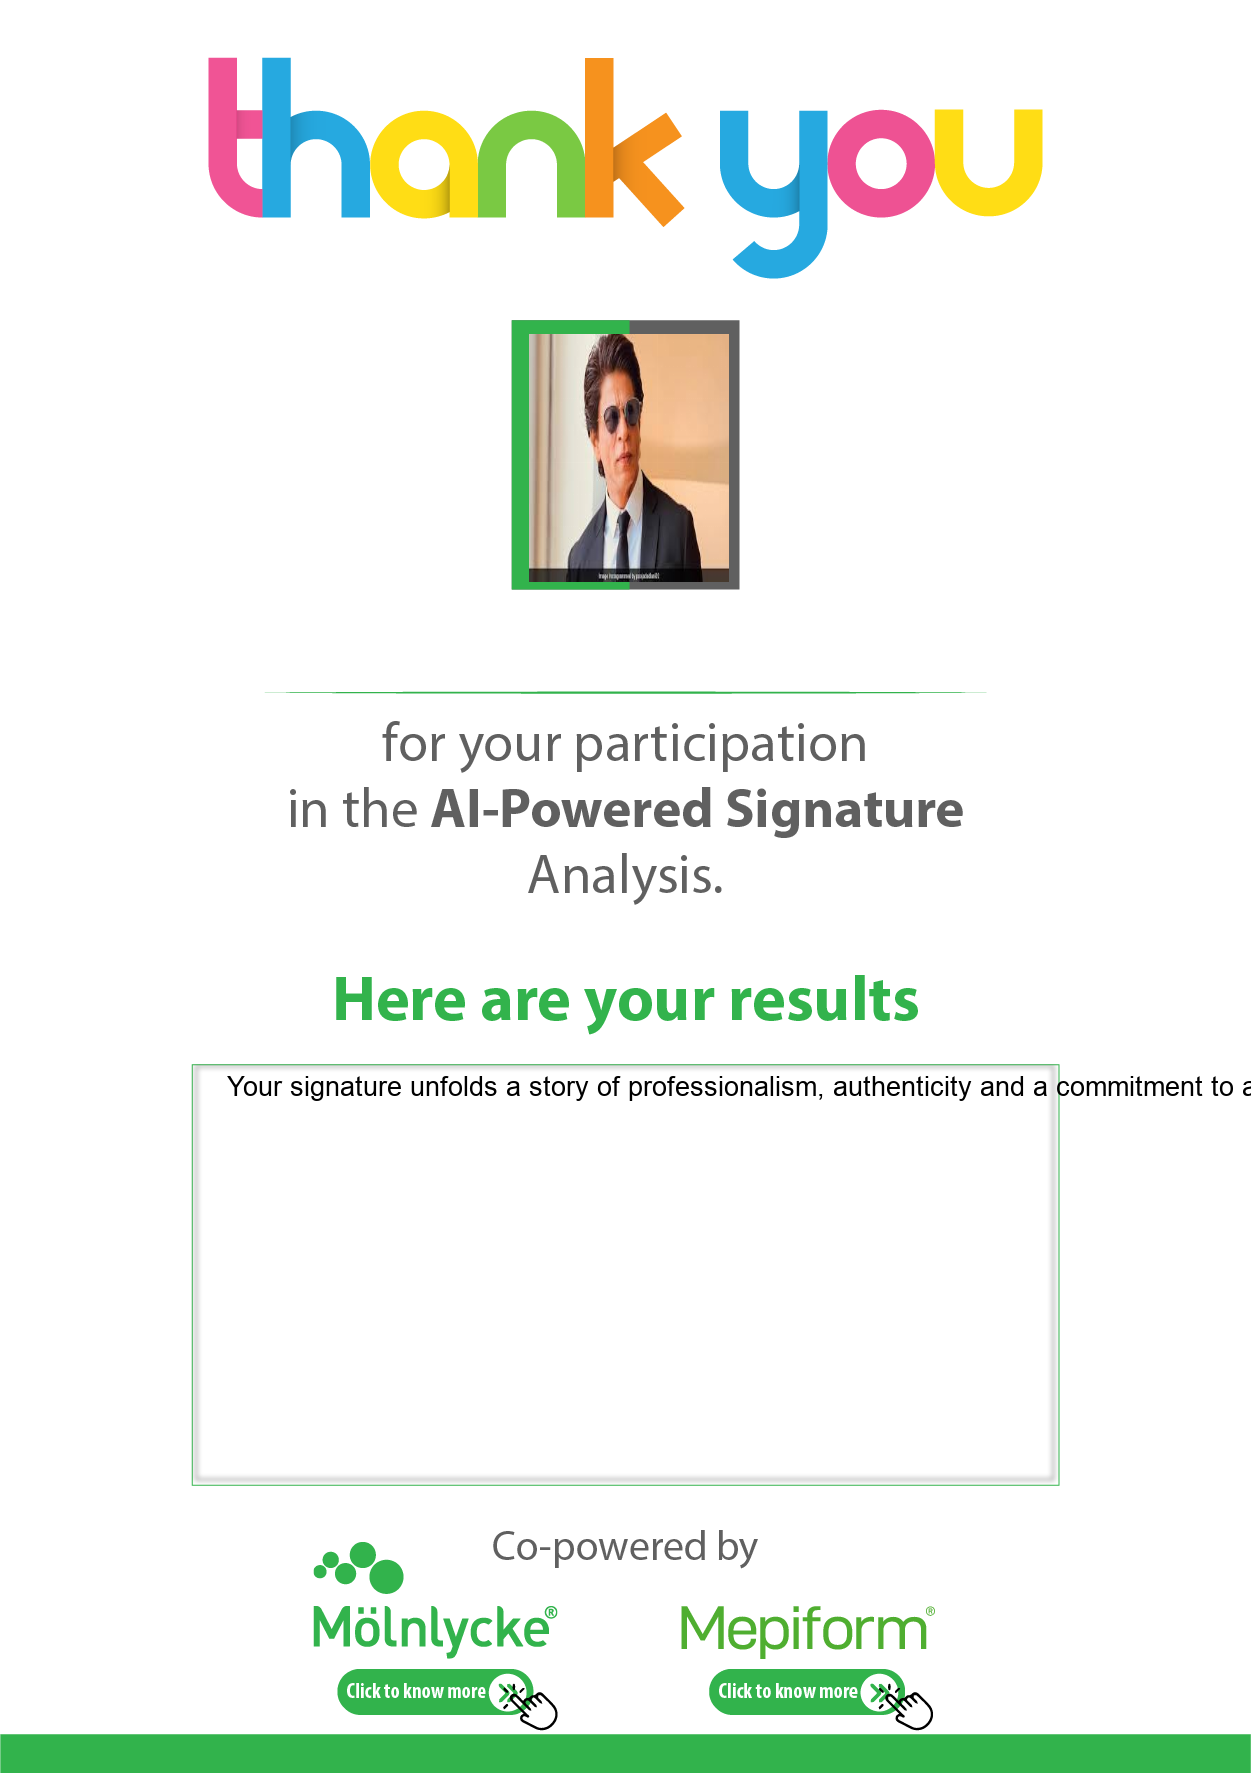 thank you
for your participation
in the AI-Powered Signature
Analysis.
Here are your results
Your signature unfolds a story of professionalism, authenticity and a commitment to a
Co-powered by
Mölnlycke®
Mepiform®
Click to know more
Click to know more